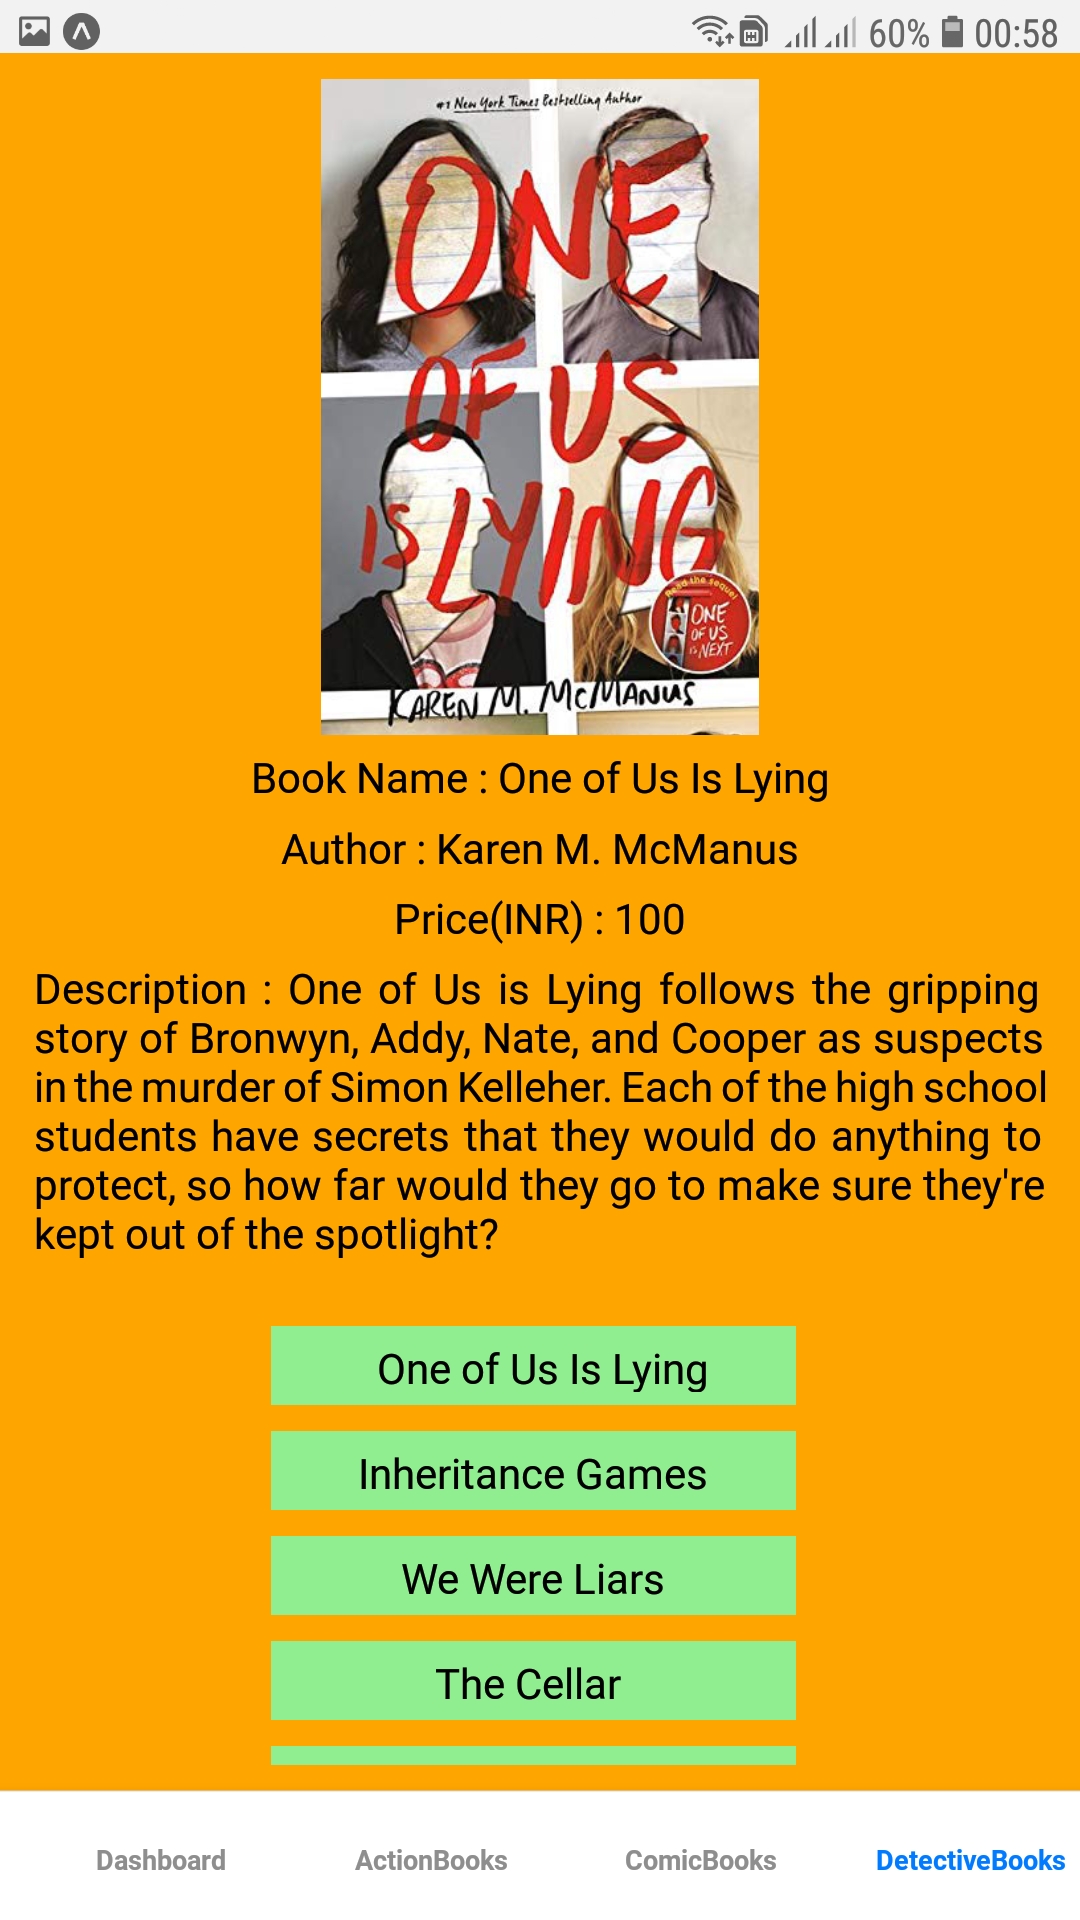 60% 00:58
#1 New York Times Bestselling Author
ONE
OF US
IS LYING
Read the sequel
ONE
OF US
IS NEXT
KAREN M. McMANUS
Book Name : One of Us Is Lying
Author : Karen M. McManus
Price(INR) : 100
Description : One of Us is Lying follows the gripping
story of Bronwyn, Addy, Nate, and Cooper as suspects
in the murder of Simon Kelleher. Each of the high school
students have secrets that they would do anything to
protect, so how far would they go to make sure they're
kept out of the spotlight?
One of Us Is Lying
Inheritance Games
We Were Liars
The Cellar
Dashboard ActionBooks ComicBooks DetectiveBooks